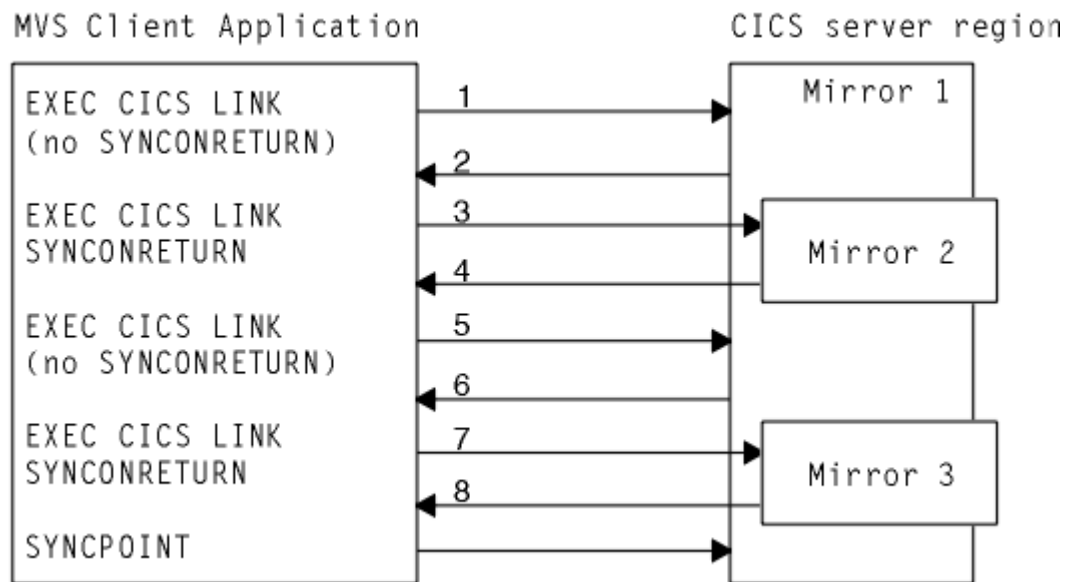 MVS Client Application
CICS server region
EXEC CICS LINK
(no SYNCONRETURN)
1
Mirror 1
2
EXEC CICS LINK
SYNCONRETURN
3
Mirror 2
4
EXEC CICS LINK
(no SYNCONRETURN)
5
6
EXEC CICS LINK
SYNCONRETURN
7
Mirror 3
8
SYNCPOINT